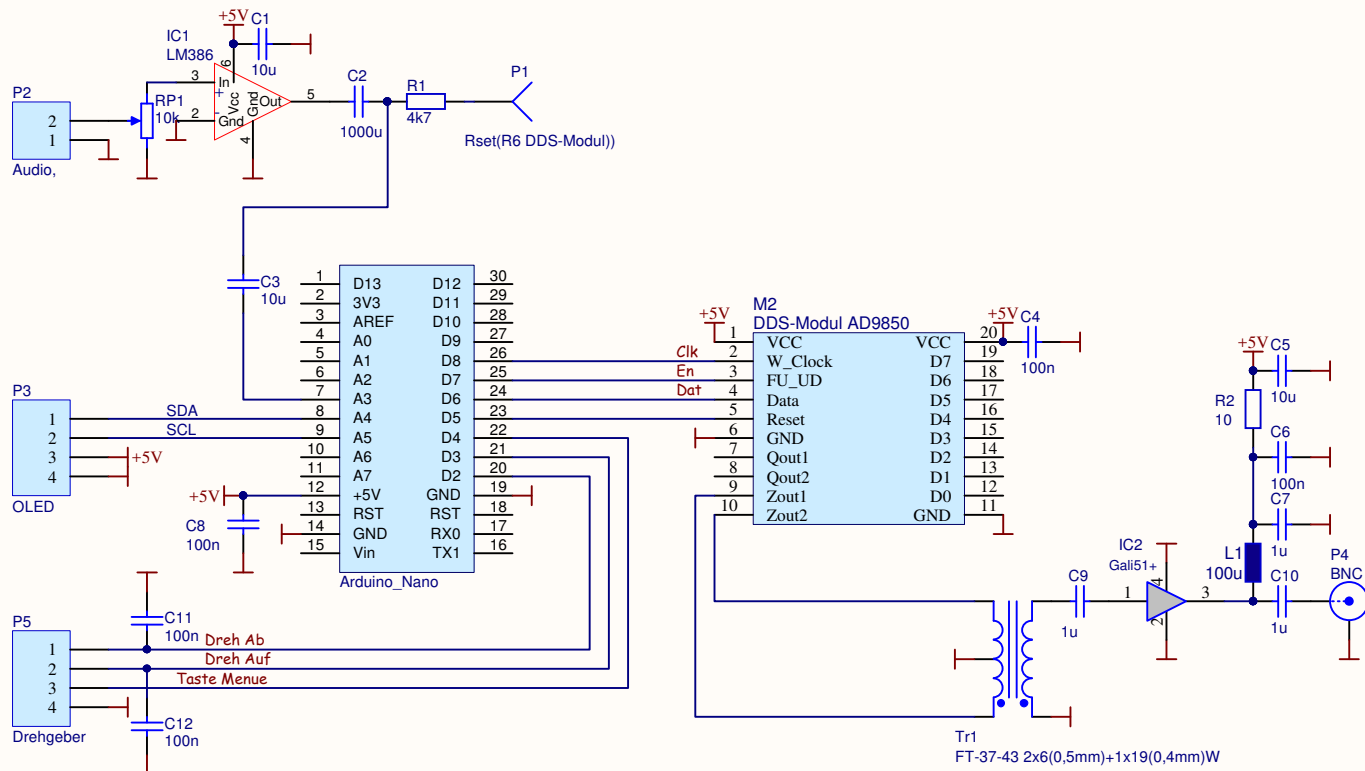 +5V
C1
10u
IC1
LM386
6
3
In
+
Vcc
Gnd
Out
5
-
2
Gnd
4
P2
2
1
Audio,
RP1
10k
C2
1000u
R1
4k7
P1
Rset(R6 DDS-Modul))
C3
10u
1 D13 D12 30
2 3V3 D11 29
3 AREF D10 28
4 A0 D9 27
5 A1 D8 26
6 A2 D7 25
7 A3 D6 24
8 A4 D5 23
9 A5 D4 22
10 A6 D3 21
11 A7 D2 20
12 +5V GND 19
13 RST RST 18
14 GND RX0 17
15 Vin TX1 16
Arduino_Nano
P3
1
2
3
4
OLED
SDA
SCL
+5V
+5V
C8
100n
Clk
En
Dat
M2
DDS-Modul AD9850
+5V
+5V
C4
100n
1 VCC VCC 20
2 W_Clock D7 19
3 FU_UD D6 18
4 Data D5 17
5 Reset D4 16
6 GND D3 15
7 Qout1 D2 14
8 Qout2 D1 13
9 Zout1 D0 12
10 Zout2 GND 11
+5V
C5
10u
R2
10
C6
100n
C7
1u
L1
100u
C10
1u
P4
BNC
IC2
Gali51+
1
4
2
3
C9
1u
Tr1
FT-37-43 2x6(0,5mm)+1x19(0,4mm)W
C11
100n
P5
1
2
3
4
Drehgeber
Dreh Ab
Dreh Auf
Taste Menue
C12
100n